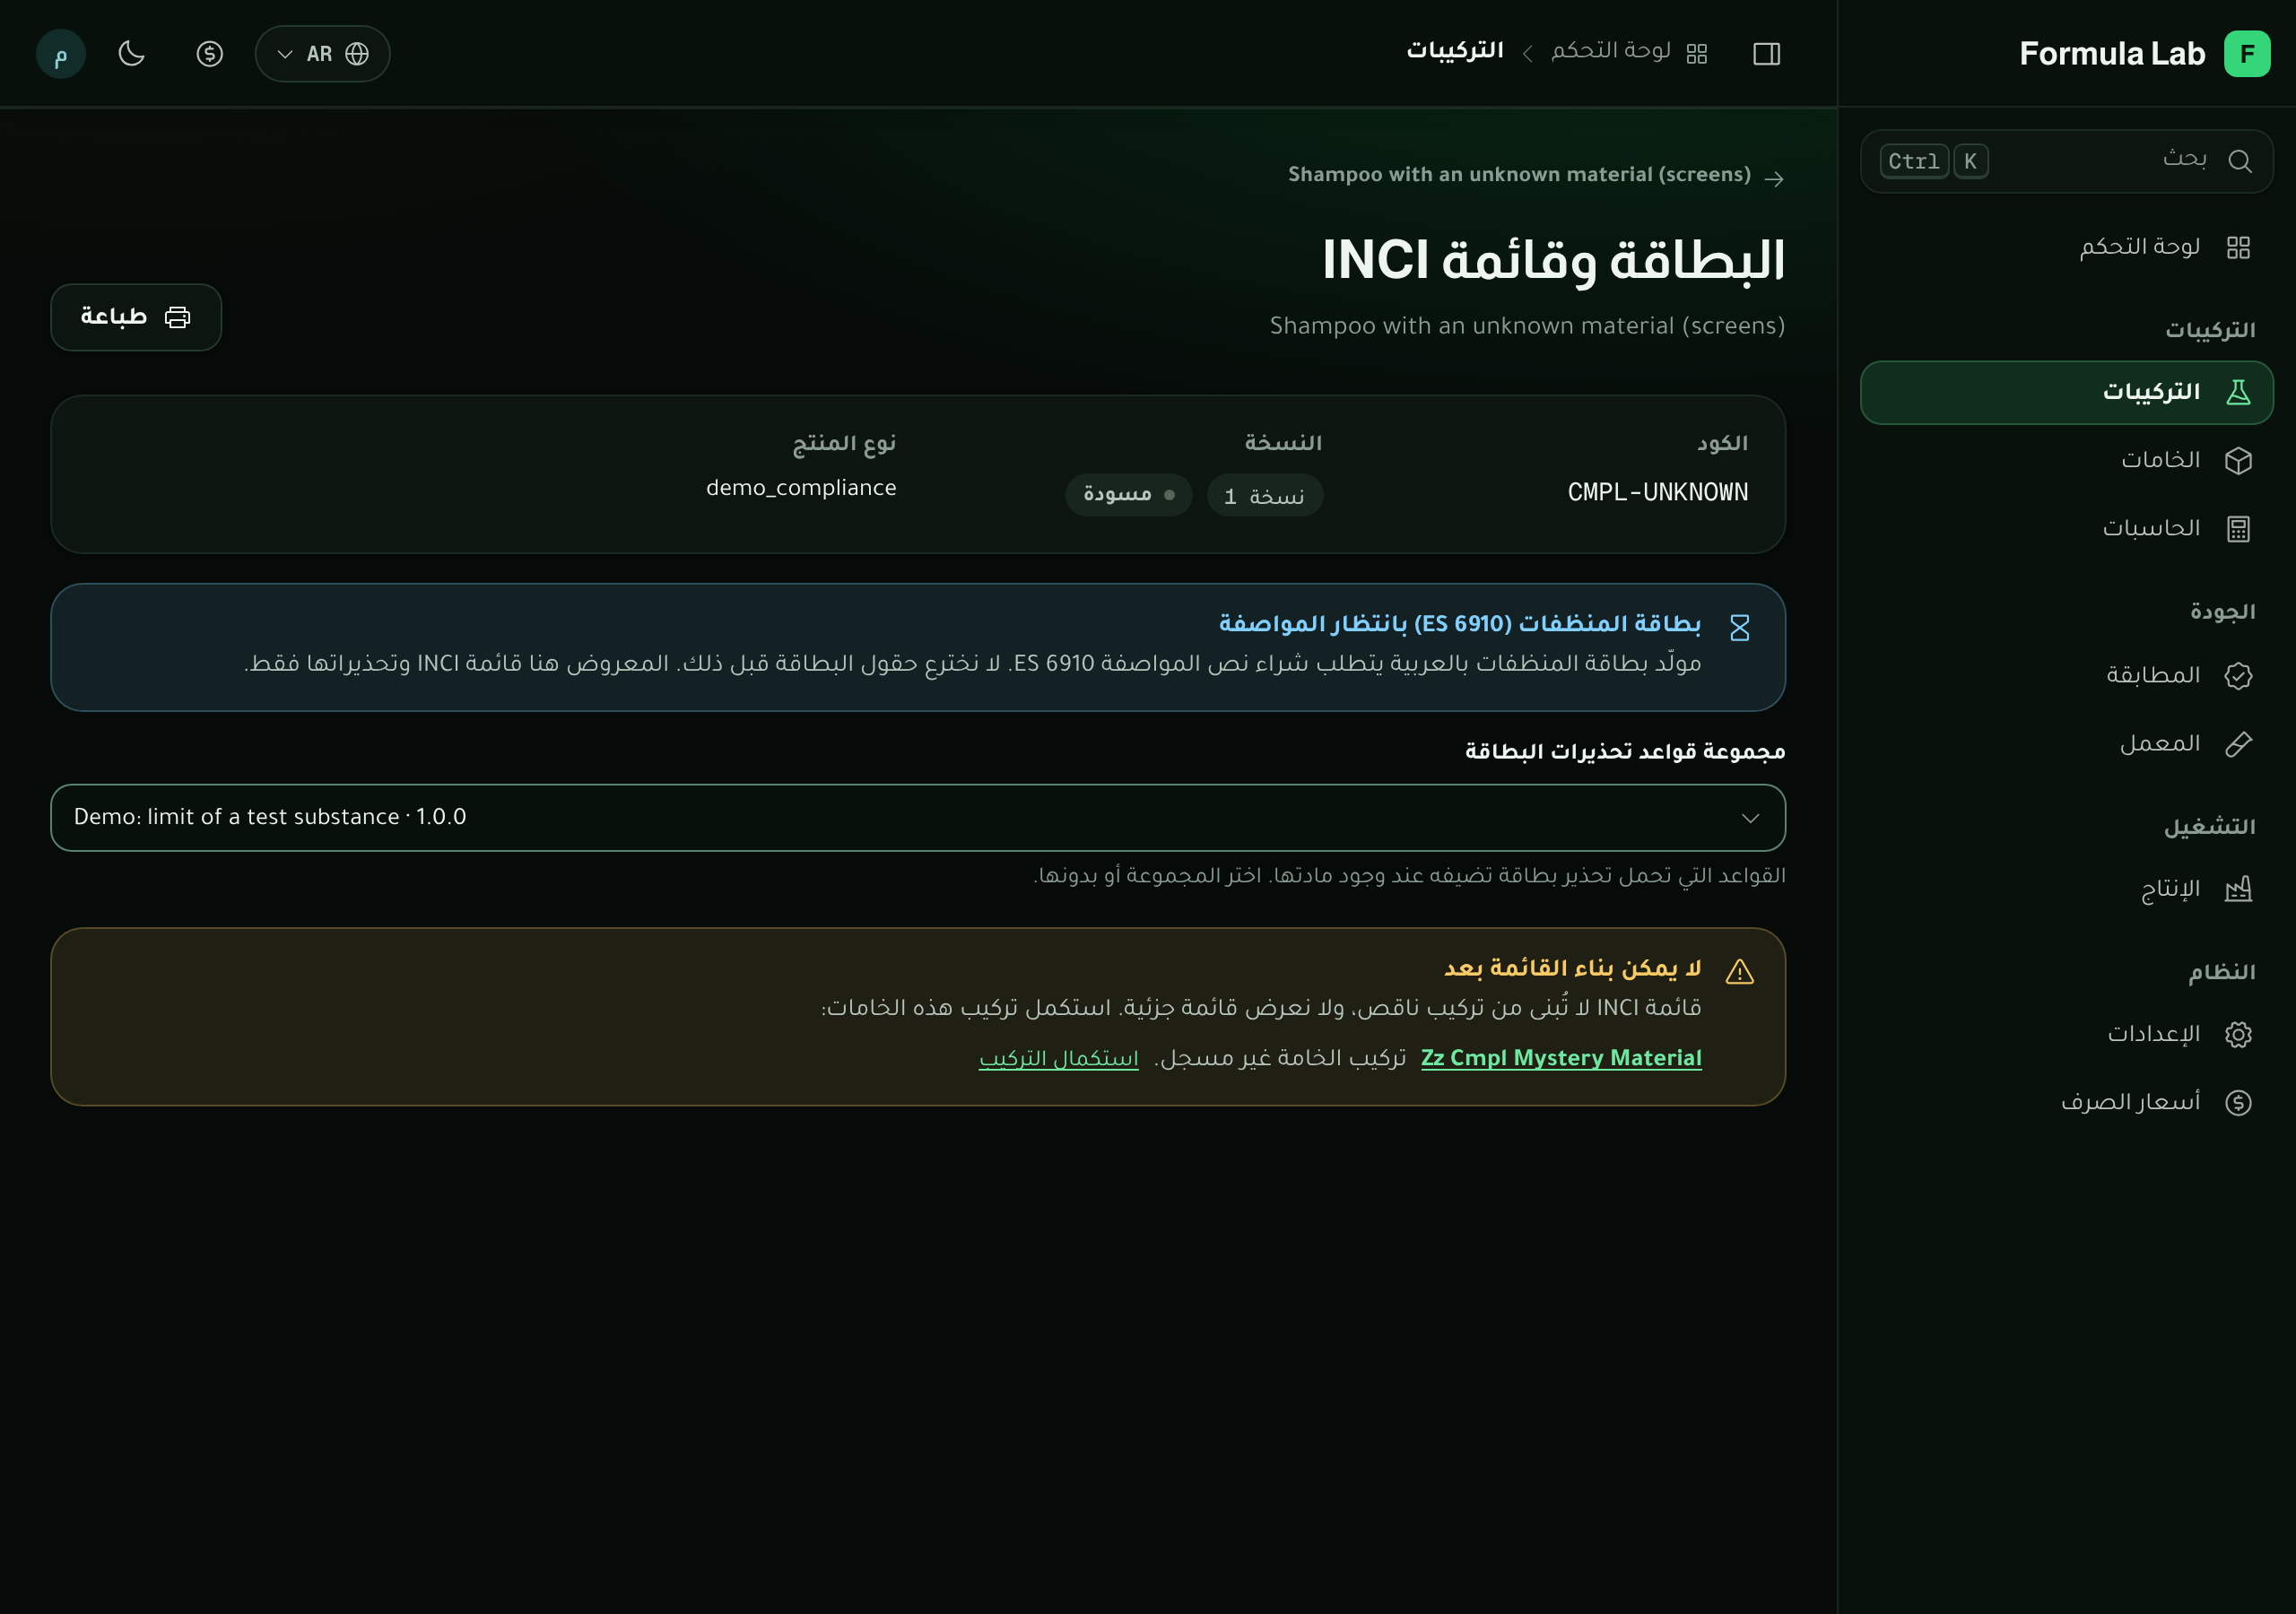 Formula Lab
F
بحث
Ctrl K
لوحة التحكم
التركيبات
التركيبات
الخامات
الحاسبات
الجودة
المطابقة
المعمل
التشغيل
الإنتاج
النظام
الإعدادات
أسعار الصرف
لوحة التحكم
التركيبات
AR
م
Shampoo with an unknown material (screens)
البطاقة وقائمة INCI
Shampoo with an unknown material (screens)
طباعة
الكود
CMPL-UNKNOWN
النسخة
نسخة 1
مسودة
نوع المنتج
demo_compliance
بطاقة المنظفات (ES 6910) بانتظار المواصفة
مولّد بطاقة المنظفات بالعربية يتطلب شراء نص المواصفة ES 6910. لا نخترع حقول البطاقة قبل ذلك. المعروض هنا قائمة INCI وتحذيراتها فقط.
مجموعة قواعد تحذيرات البطاقة
Demo: limit of a test substance · 1.0.0
القواعد التي تحمل تحذير بطاقة تضيفه عند وجود مادتها. اختر المجموعة أو بدونها.
لا يمكن بناء القائمة بعد
قائمة INCI لا تُبنى من تركيب ناقص، ولا نعرض قائمة جزئية. استكمل تركيب هذه الخامات:
Zz Cmpl Mystery Material تركيب الخامة غير مسجل. استكمال التركيب